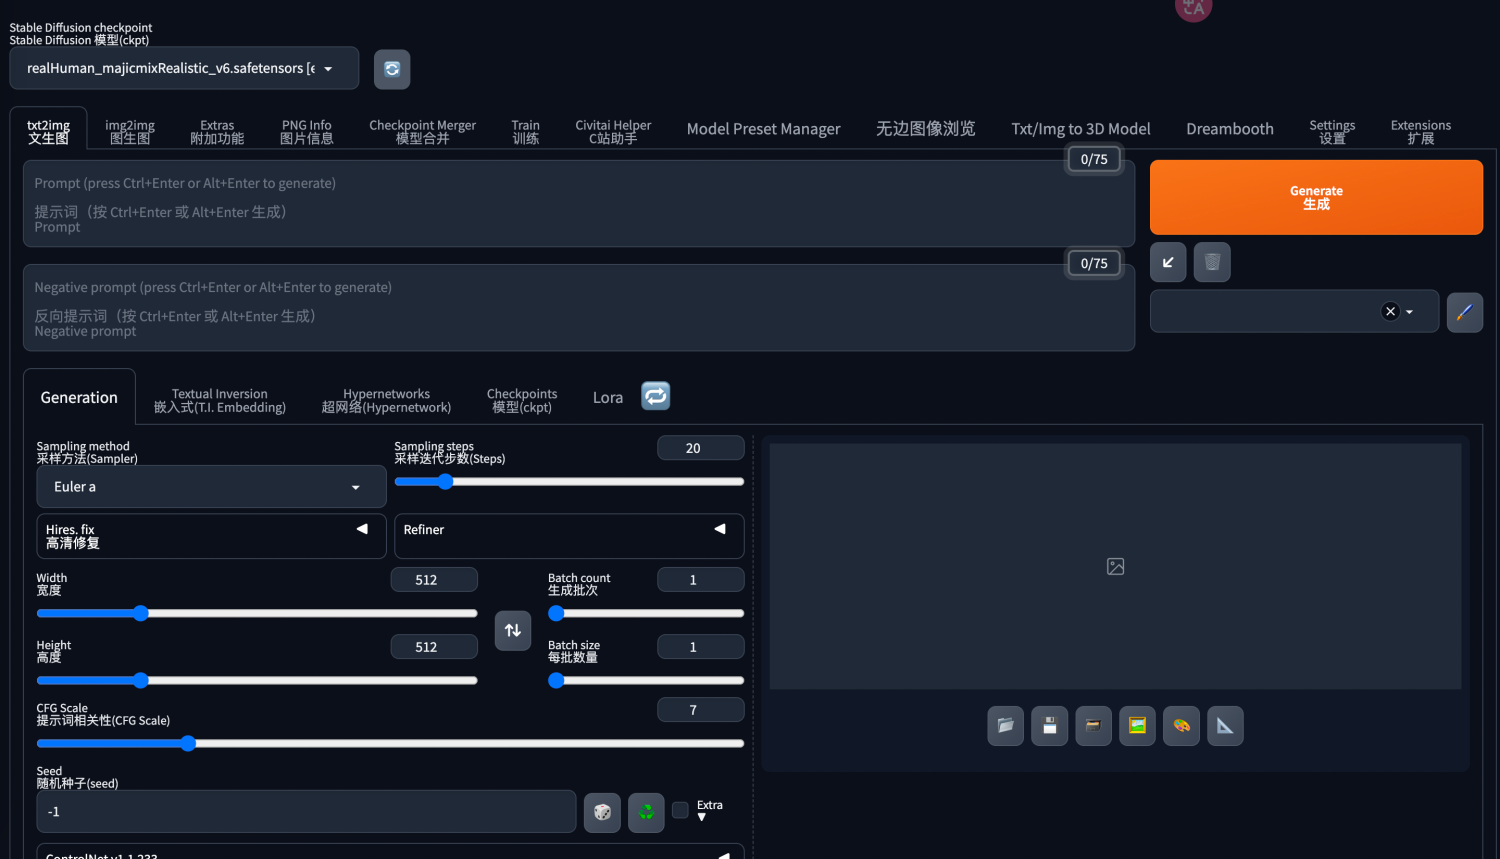 Stable Diffusion checkpoint
Stable Diffusion 模型(ckpt)
realHuman_majicmixRealistic_v6.safetensors [e
txt2img
文生图
img2img
图生图
Extras
附加功能
PNG Info
图片信息
Checkpoint Merger
模型合并
Train
训练
Civitai Helper
C站助手
Model Preset Manager
无边图像浏览
Txt/Img to 3D Model
Dreambooth
Settings
设置
Extensions
扩展
0/75
Prompt (press Ctrl+Enter or Alt+Enter to generate)
提示词（按 Ctrl+Enter 或 Alt+Enter 生成）
Prompt
Generate
生成
0/75
Negative prompt (press Ctrl+Enter or Alt+Enter to generate)
反向提示词（按 Ctrl+Enter 或 Alt+Enter 生成）
Negative prompt
Generation
Textual Inversion
嵌入式(T.I. Embedding)
Hypernetworks
超网络(Hypernetwork)
Checkpoints
模型(ckpt)
Lora
Sampling method
采样方法(Sampler)
Euler a
Sampling steps
采样迭代步数(Steps)
20
Hires. fix
高清修复
Refiner
Width
宽度
512
Batch count
生成批次
1
Height
高度
512
Batch size
每批数量
1
CFG Scale
提示词相关性(CFG Scale)
7
Seed
随机种子(seed)
-1
Extra
ControlNet v1.1.233